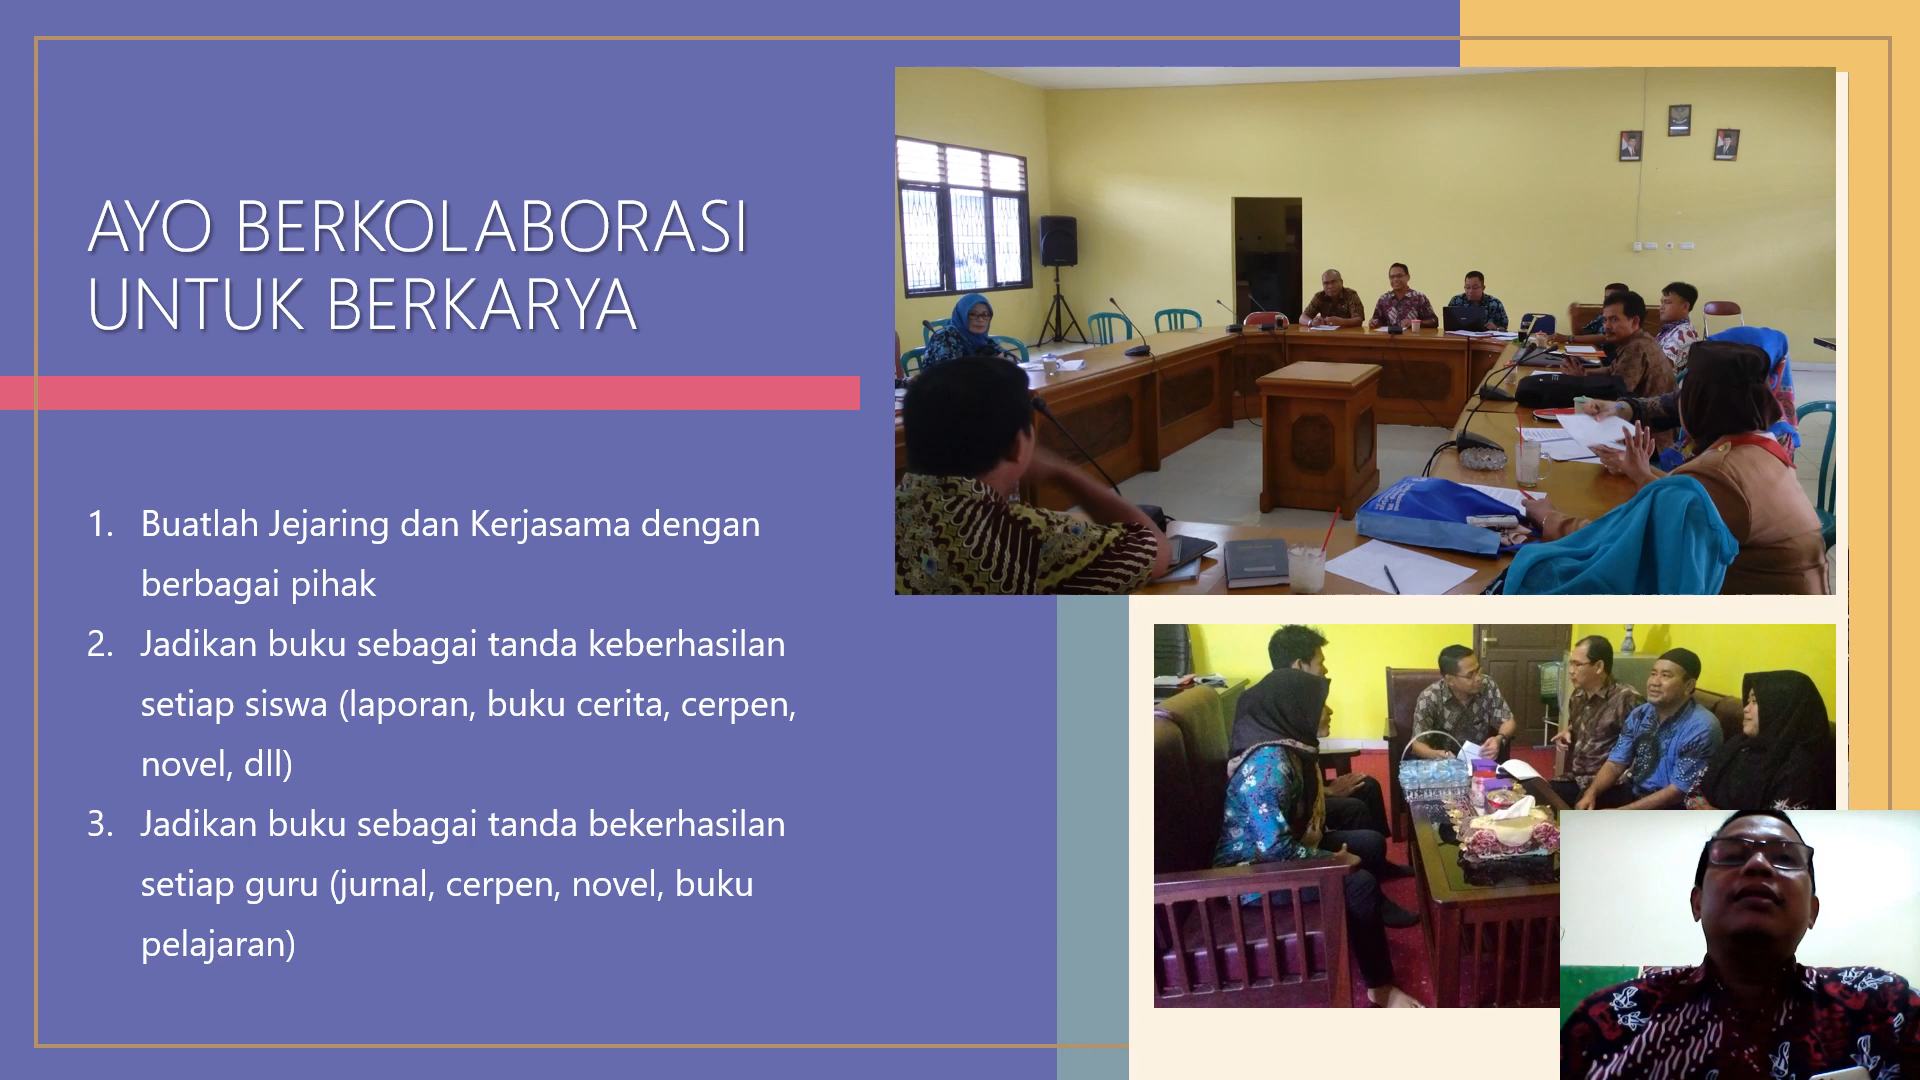 AYO BERKOLABORASI
UNTUK BERKARYA
1. Buatlah Jejaring dan Kerjasama dengan
berbagai pihak
2. Jadikan buku sebagai tanda keberhasilan
setiap siswa (laporan, buku cerita, cerpen,
novel, dll)
3. Jadikan buku sebagai tanda bekerhasilan
setiap guru (jurnal, cerpen, novel, buku
pelajaran)